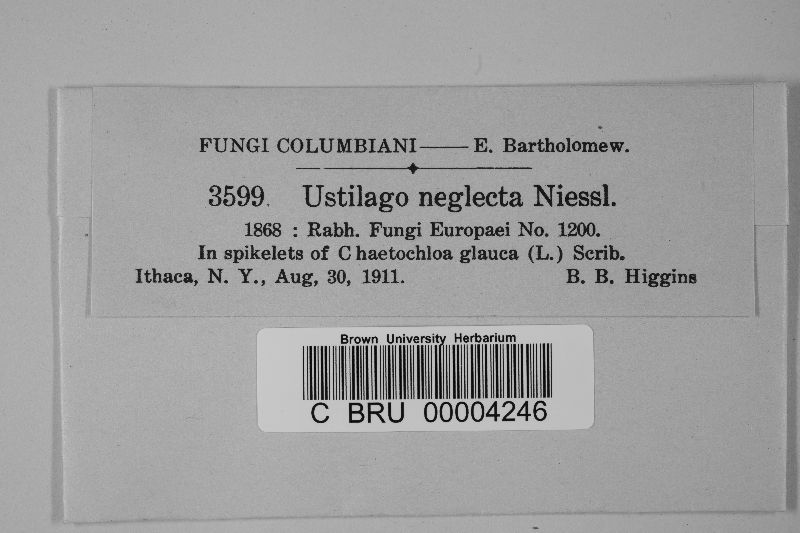 FUNGI COLUMBIANI—— E. Bartholomew.
3599. Ustilago neglecta Niessl.
1868 : Rabh. Fungi Europaei No. 1200.
In spikelets of Chaetochloa glauca (L.) Scrib.
Ithaca, N. Y., Aug, 30, 1911. B. B. Higgins
Brown University Herbarium
C BRU 00004246